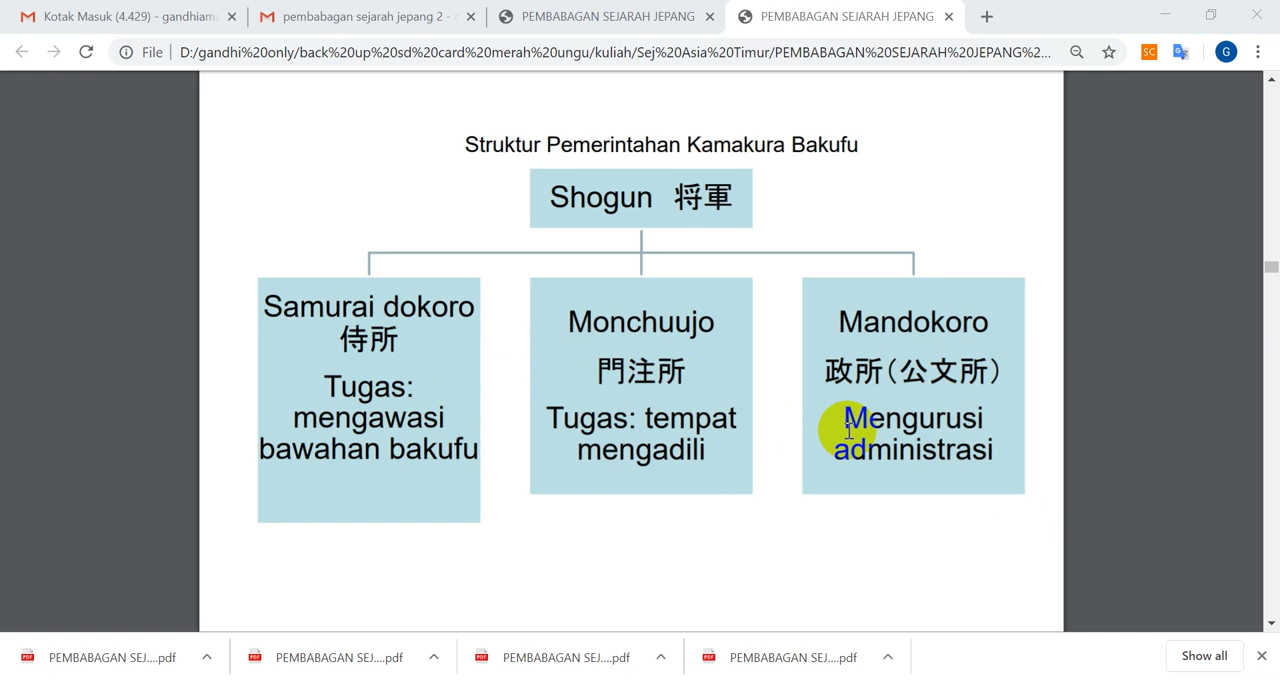 Kotak Masuk (4.429) - gandhiam
pembabagan sejarah jepang 2 -
PEMBABAGAN SEJARAH JEPANG
PEMBABAGAN SEJARAH JEPANG
File
D:/gandhi%20only/back%20up%20sd%20card%20merah%20ungu/kuliah/Sej%20Asia%20Timur/PEMBABAGAN%20SEJARAH%20JEPANG%2...
SC
G
Struktur Pemerintahan Kamakura Bakufu
Shogun 将軍
Samurai dokoro
侍所
Tugas:
mengawasi
bawahan bakufu
Monchuujo
門注所
Tugas: tempat
mengadili
Mandokoro
政所(公文所)
Mengurusi
administrasi
PEMBABAGAN SEJ....pdf
PEMBABAGAN SEJ....pdf
PEMBABAGAN SEJ....pdf
PEMBABAGAN SEJ....pdf
Show all